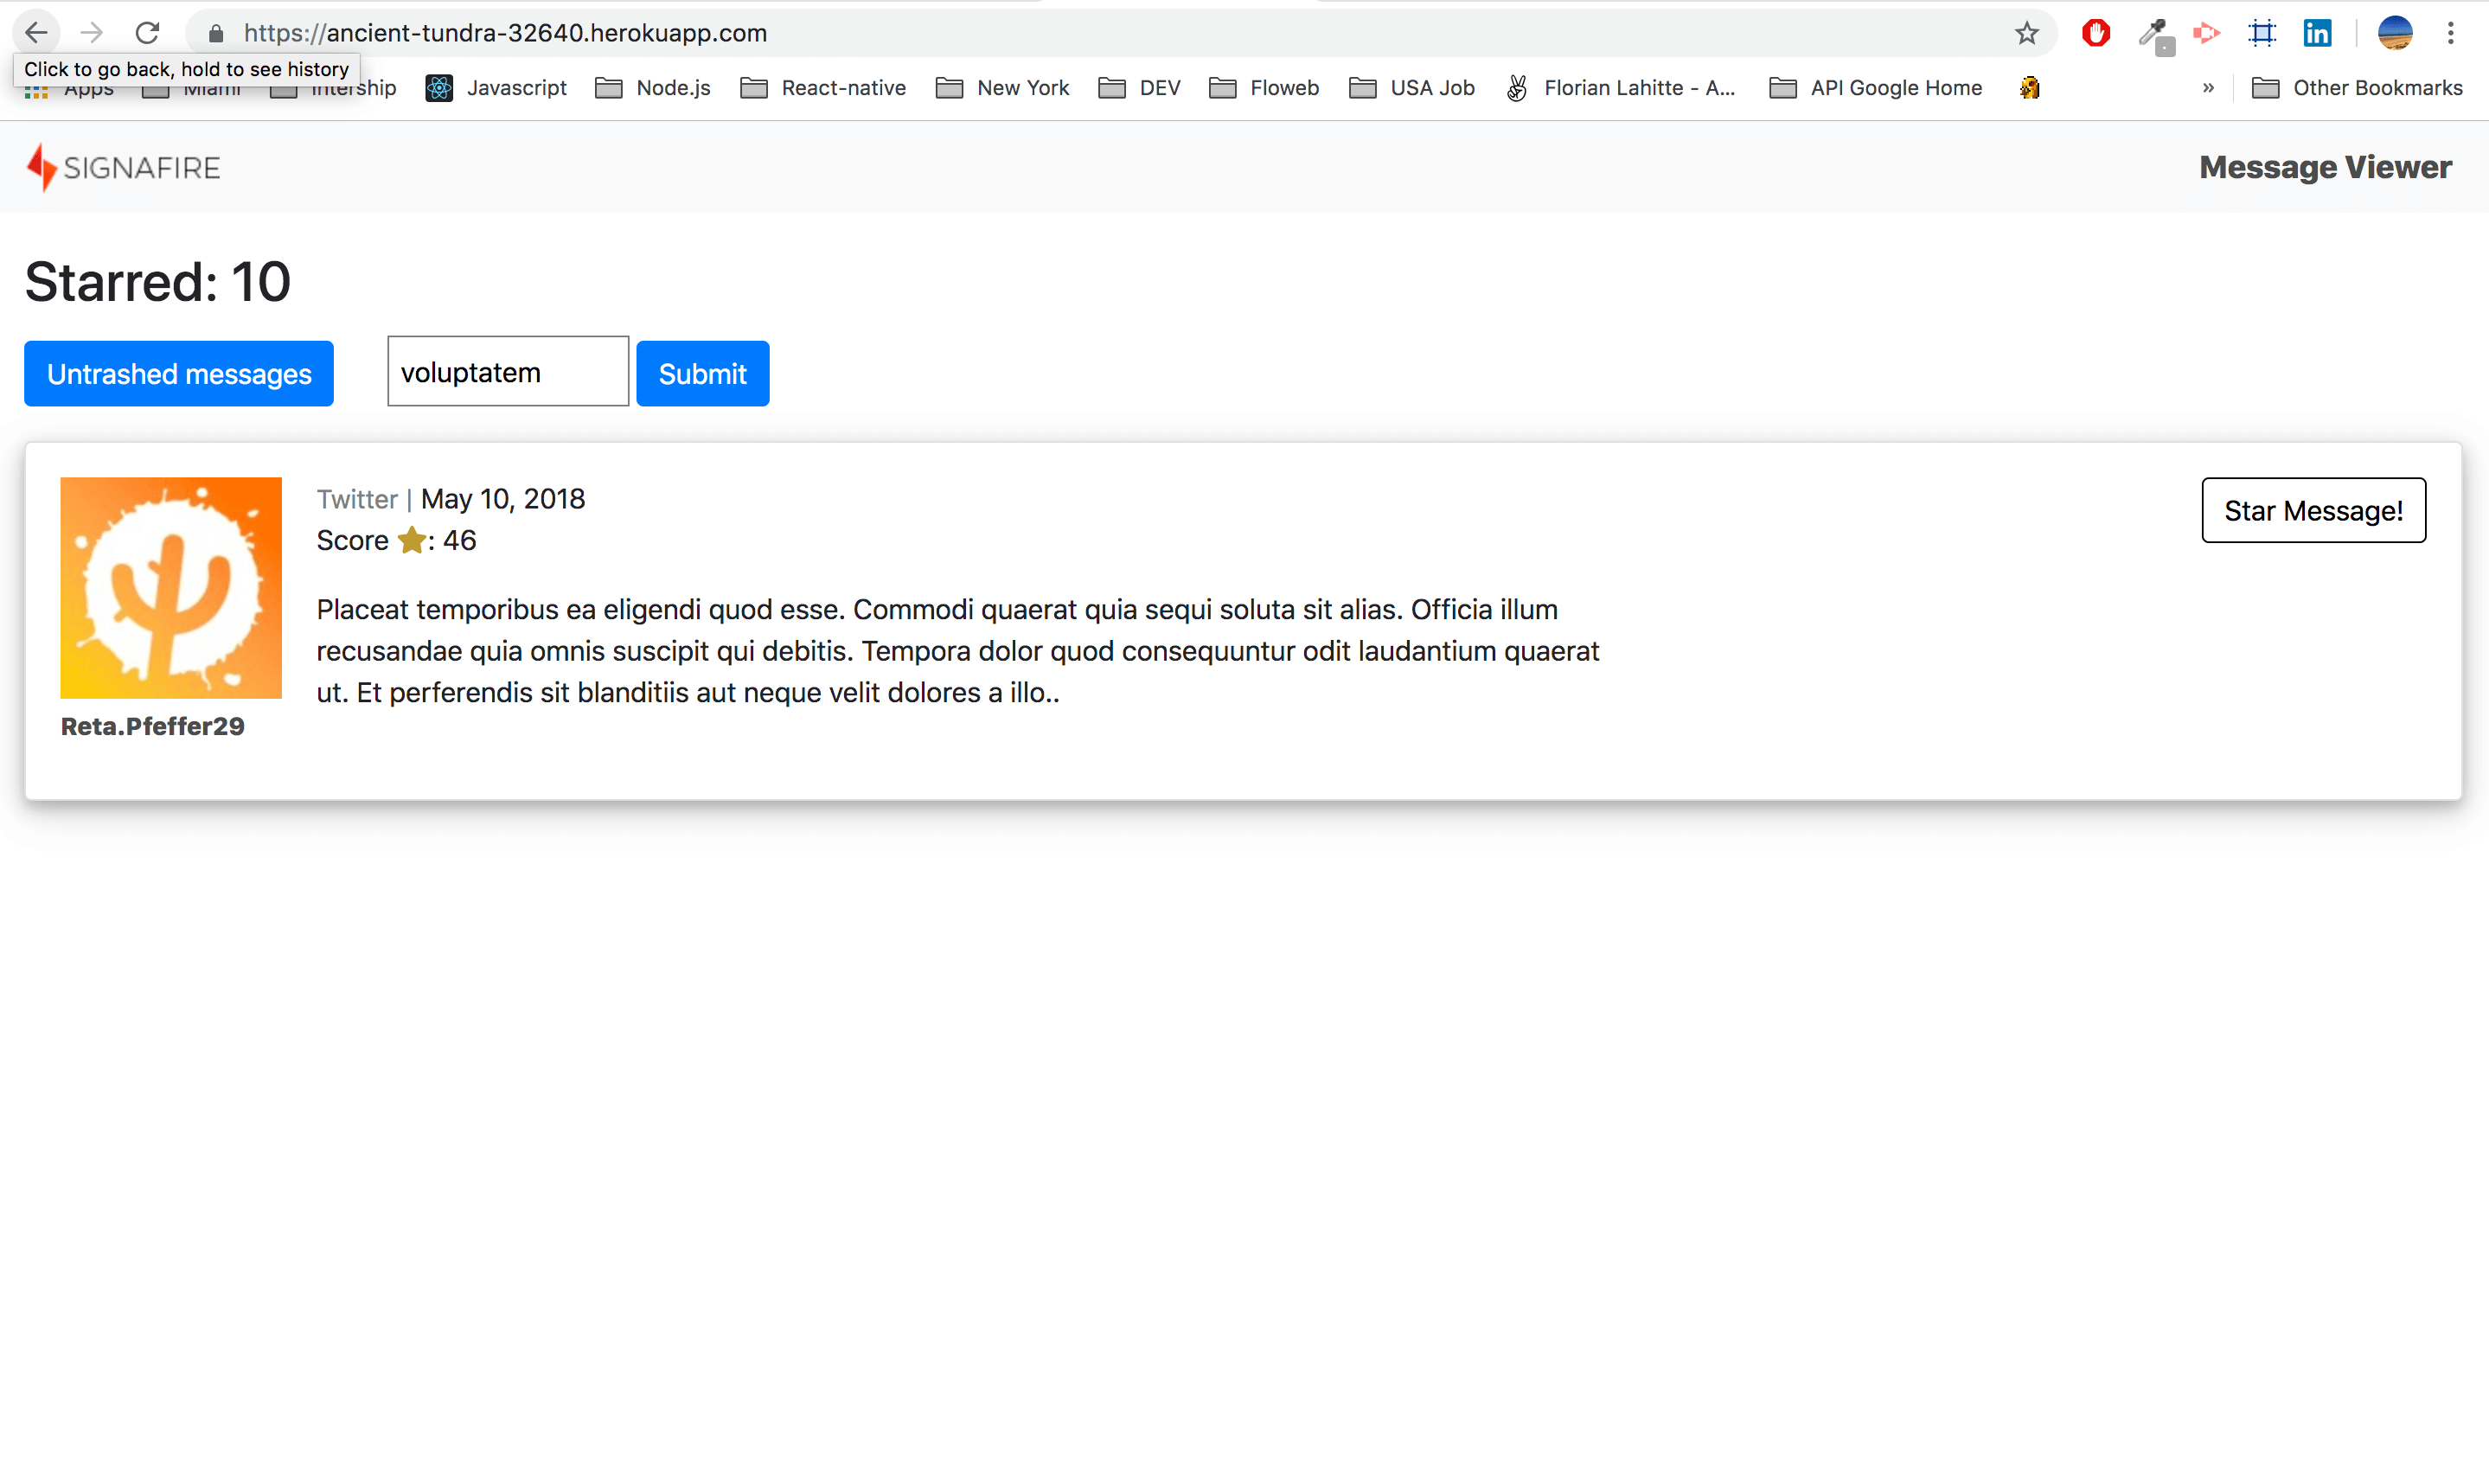 https://ancient-tundra-32640.herokuapp.com
Click to go back, hold to see history
Apps Miami Intership Javascript Node.js React-native New York DEV Floweb USA Job Florian Lahitte - A... API Google Home » Other Bookmarks
SIGNAFIRE Message Viewer
Starred: 10
Untrashed messages voluptatem Submit
Twitter | May 10, 2018 Star Message!
Score ⭐: 46
Placeat temporibus ea eligendi quod esse. Commodi quaerat quia sequi soluta sit alias. Officia illum
recusandae quia omnis suscipit qui debitis. Tempora dolor quod consequuntur odit laudantium quaerat
ut. Et perferendis sit blanditiis aut neque velit dolores a illo..
Reta.Pfeffer29